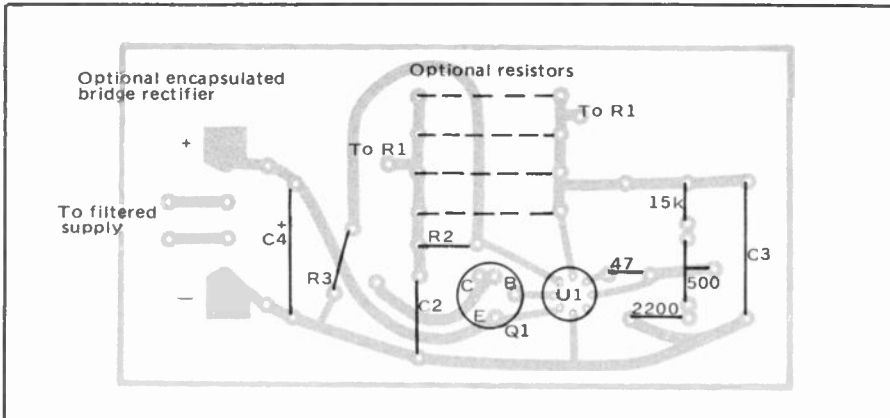 Optional encapsulated
bridge rectifier
Optional resistors
+
To R1
To R1
To filtered
supply
+
C4
R2
15k
C3
R3
C2
C
B
E
Q1
U1
47
500
2200
−